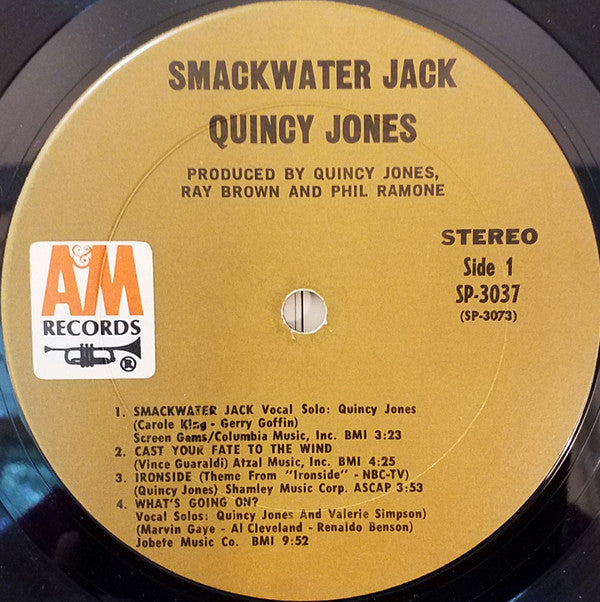 SMACKWATER JACK
QUINCY JONES
PRODUCED BY QUINCY JONES,
RAY BROWN AND PHIL RAMONE
A&M
RECORDS
®
STEREO
Side 1
SP-3037
(SP-3073)
1. SMACKWATER JACK Vocal Solo: Quincy Jones
(Carole King - Gerry Goffin)
Screen Gems/Columbia Music, Inc. BMI 3:23
2. CAST YOUR FATE TO THE WIND
(Vince Guaraldi) Atzal Music, Inc. BMI 4:25
3. IRONSIDE (Theme From "Ironside" - NBC-TV)
(Quincy Jones) Shamley Music Corp. ASCAP 3:53
4. WHAT'S GOING ON?
Vocal Solos: Quincy Jones And Valerie Simpson)
(Marvin Gaye - Al Cleveland - Renaldo Benson)
Jobete Music Co. BMI 9:52